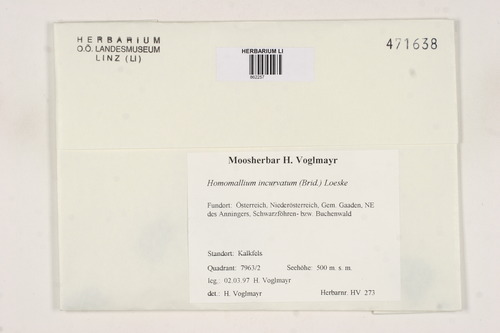 HERBARIUM
O.Ö. LANDESMUSEUM
LINZ (LI)
HERBARIUM LI
862257
471638
Moosherbar H. Voglmayr
Homomallium incurvatum (Brid.) Loeske
Fundort: Österreich, Niederösterreich, Gem. Gaaden, NE
des Anningers, Schwarzföhren- bzw. Buchenwald
Standort: Kalkfels
Quadrant: 7963/2 Seehöhe: 500 m. s. m.
leg.: 02.03.97 H. Voglmayr
det.: H. Voglmayr Herbarnr. HV 273